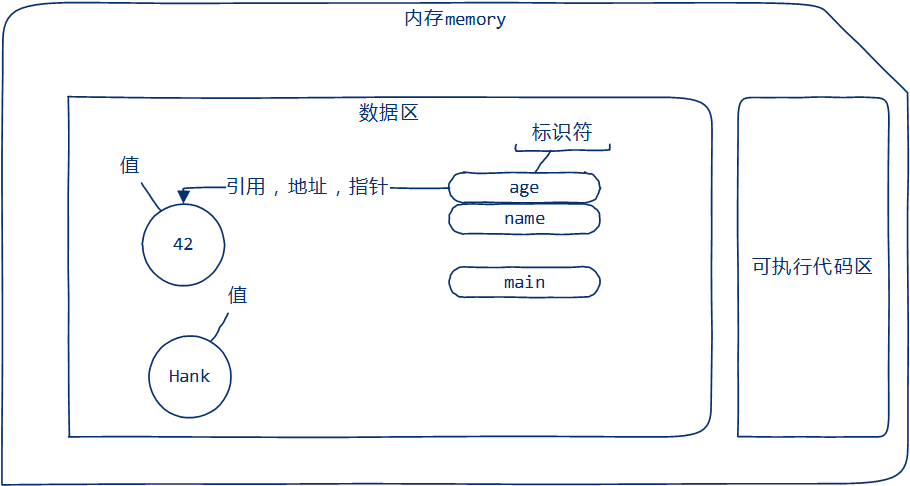 内存memory
数据区
标识符
值
引用，地址，指针
age
name
42
main
可执行代码区
值
Hank